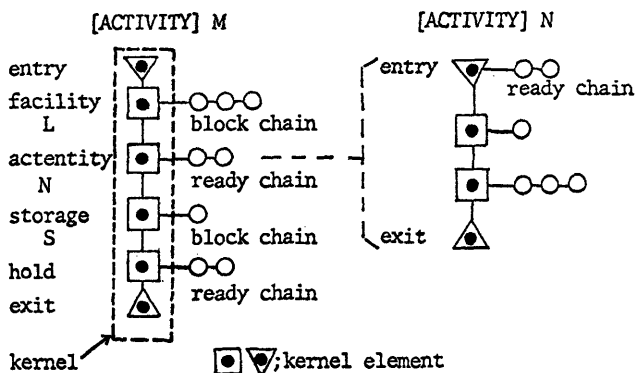 [ACTIVITY] M
entry
facility
L
block chain
actentity
N
ready chain
storage
S
block chain
hold
ready chain
exit
kernel
[ACTIVITY] N
entry
ready chain
exit
;kernel element